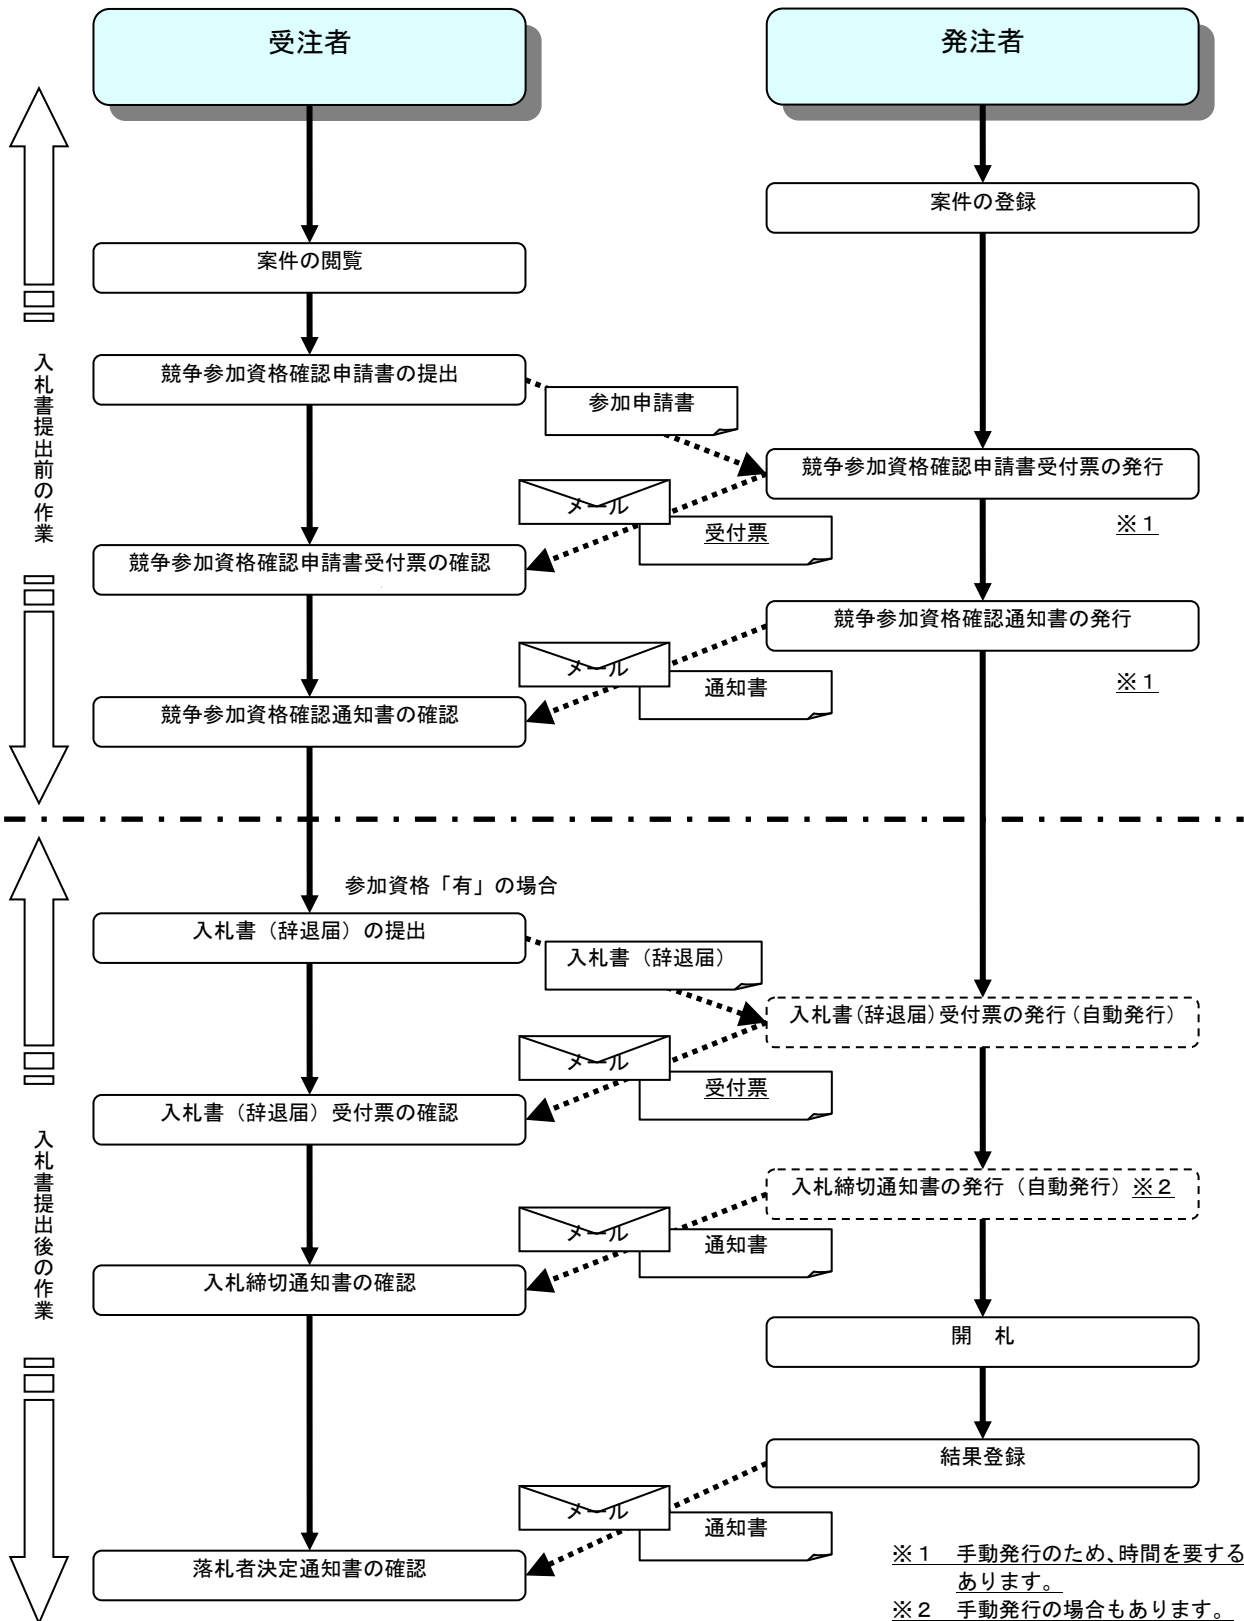 受注者
発注者
案件の登録
案件の閲覧
競争参加資格確認申請書の提出
参加申請書
競争参加資格確認申請書受付票の発行
※１
メール
受付票
競争参加資格確認申請書受付票の確認
競争参加資格確認通知書の発行
※１
メール
通知書
競争参加資格確認通知書の確認
入札書提出前の作業
参加資格「有」の場合
入札書（辞退届）の提出
入札書（辞退届）
入札書(辞退届)受付票の発行(自動発行)
メール
受付票
入札書（辞退届）受付票の確認
入札締切通知書の発行（自動発行）※２
メール
通知書
入札締切通知書の確認
入札書提出後の作業
開　札
結果登録
メール
通知書
落札者決定通知書の確認
※１　手動発行のため、時間を要する
あります。
※２　手動発行の場合もあります。